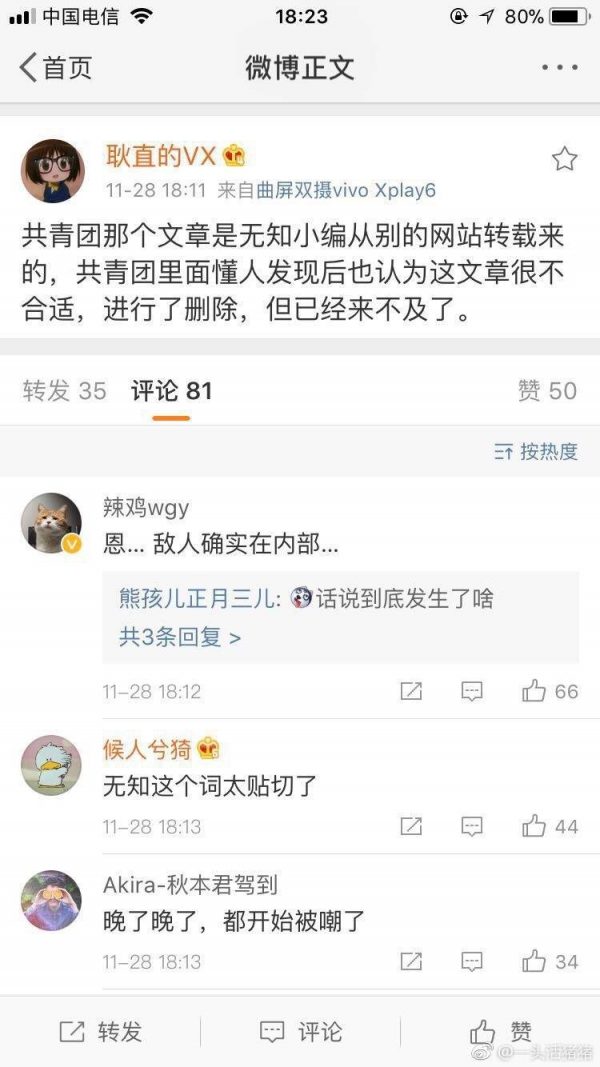 中国电信 18:23 80%
首页 微博正文
耿直的VX
11-28 18:11 来自曲屏双摄vivo Xplay6
共青团那个文章是无知小编从别的网站转载来
的，共青团里面懂人发现后也认为这文章很不
合适，进行了删除，但已经来不及了。
转发 35 评论 81 赞 50
按热度
辣鸡wgy
恩... 敌人确实在内部...
熊孩儿正月三儿: 话说到底发生了啥
共3条回复 >
11-28 18:12 66
候人兮猗
无知这个词太贴切了
11-28 18:13 44
Akira-秋本君驾到
晚了晚了，都开始被嘲了
11-28 18:13 34
转发 评论 赞
@一头活猪猪